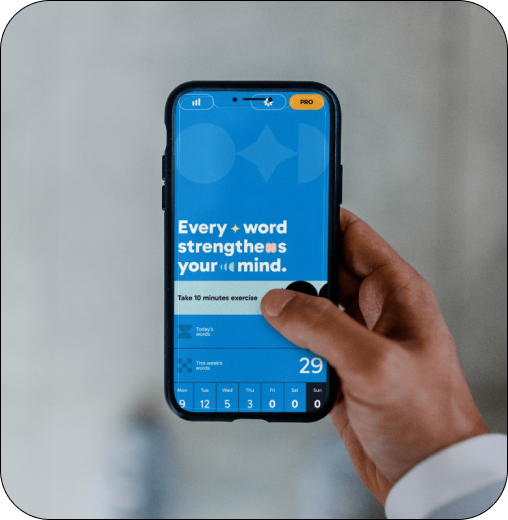 PRO
Every word
strengthens
your mind.
Take 10 minutes exercise
Today's
words
This weeks
words
29
Mon Tue Wed Thu Fri Sat Sun
9 12 5 3 0 0 0